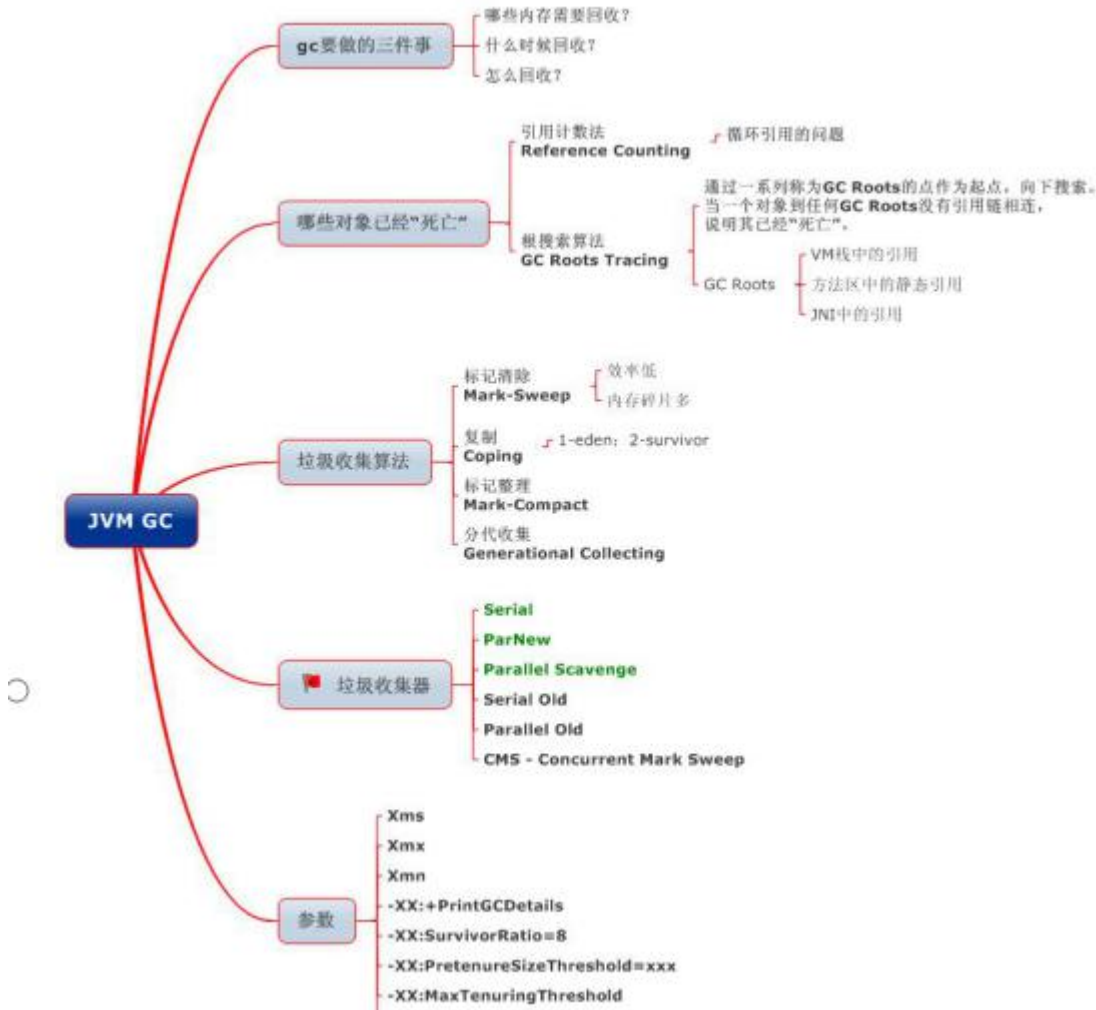 JVM GC
gc要做的三件事
哪些内存需要回收?
什么时候回收?
怎么回收?
哪些对象已经“死亡”
引用计数法
Reference Counting
循环引用的问题
根搜索算法
GC Roots Tracing
通过一系列称为GC Roots的点作为起点，向下搜索。
当一个对象到任何GC Roots没有引用链相连，
说明其已经“死亡”。
GC Roots
VM栈中的引用
方法区中的静态引用
JNI中的引用
垃圾收集算法
标记清除
Mark-Sweep
效率低
内存碎片多
复制
Coping
1-eden; 2-survivor
标记整理
Mark-Compact
分代收集
Generational Collecting
垃圾收集器
Serial
ParNew
Parallel Scavenge
Serial Old
Parallel Old
CMS - Concurrent Mark Sweep
参数
Xms
Xmx
Xmn
-XX:+PrintGCDetails
-XX:SurvivorRatio=8
-XX:PretenureSizeThreshold=xxx
-XX:MaxTenuringThreshold